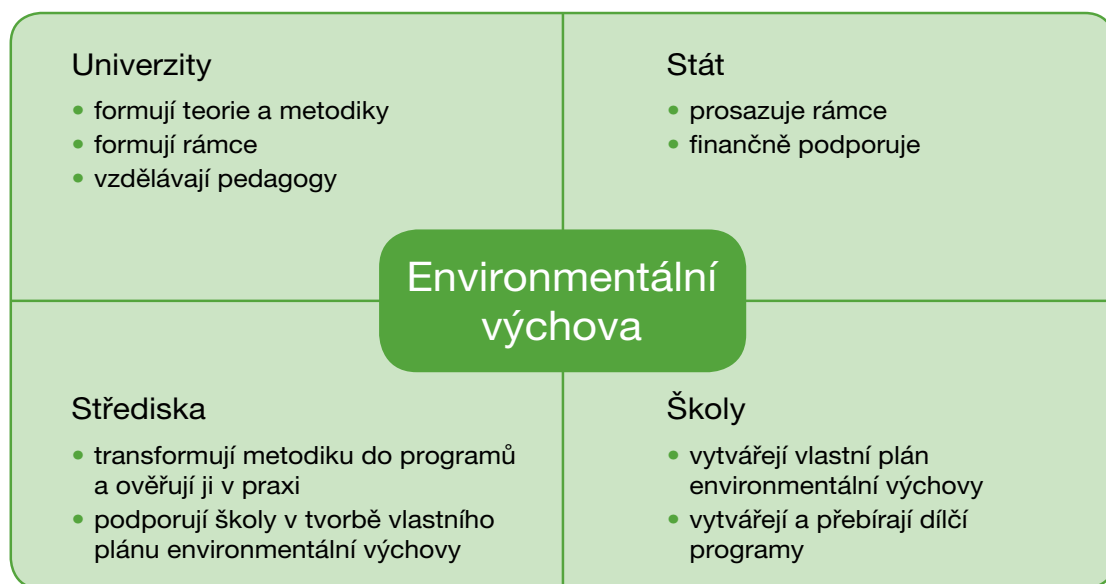 Univerzity
• formují teorie a metodiky
• formují rámce
• vzdělávají pedagogy
Stát
• prosazuje rámce
• finančně podporuje
Environmentální
výchova
Střediska
• transformují metodiku do programů
a ověřují ji v praxi
• podporují školy v tvorbě vlastního
plánu environmentální výchovy
Školy
• vytvářejí vlastní plán
environmentální výchovy
• vytvářejí a přebírají dílčí
programy